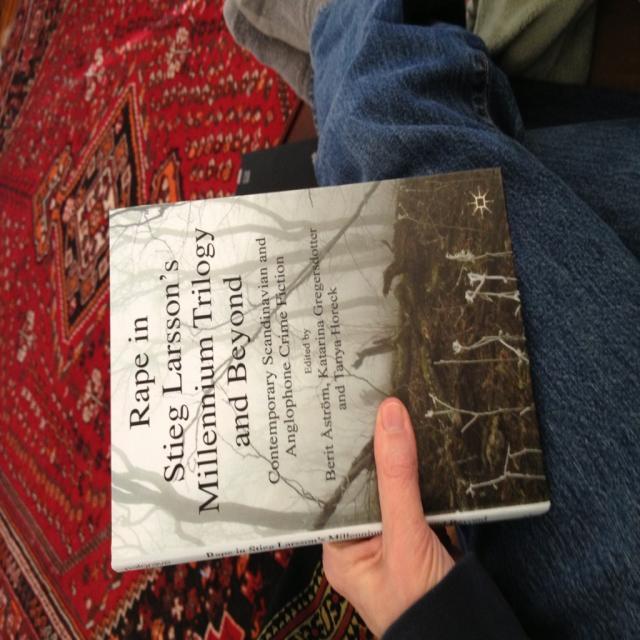 Rape in
Stieg Larsson's
Millennium Trilogy
and Beyond
Contemporary Scandinavian and
Anglophone Crime Fiction
Edited by
Berit Åström, Katarina Gregersdotter
and Tanya Horeck
Rape in Stieg Larsson's Millennium